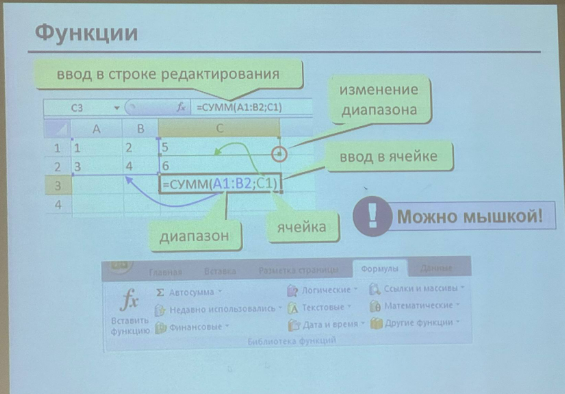 Функции
ввод в строке редактирования
изменение
диапазона
C3 fx =СУММ(A1:B2;C1)
A B C
1 1 2 5
2 3 4 6
3 =СУММ(A1:B2;C1)
4
ввод в ячейке
диапазон
ячейка
! Можно мышкой!
Главная Вставка Разметка страницы Формулы Данные
fx
Вставить
функцию
Σ Автосумма
Недавно использовались
Финансовые
Логические
Текстовые
Дата и время
Ссылки и массивы
Математические
Другие функции
Библиотека функций